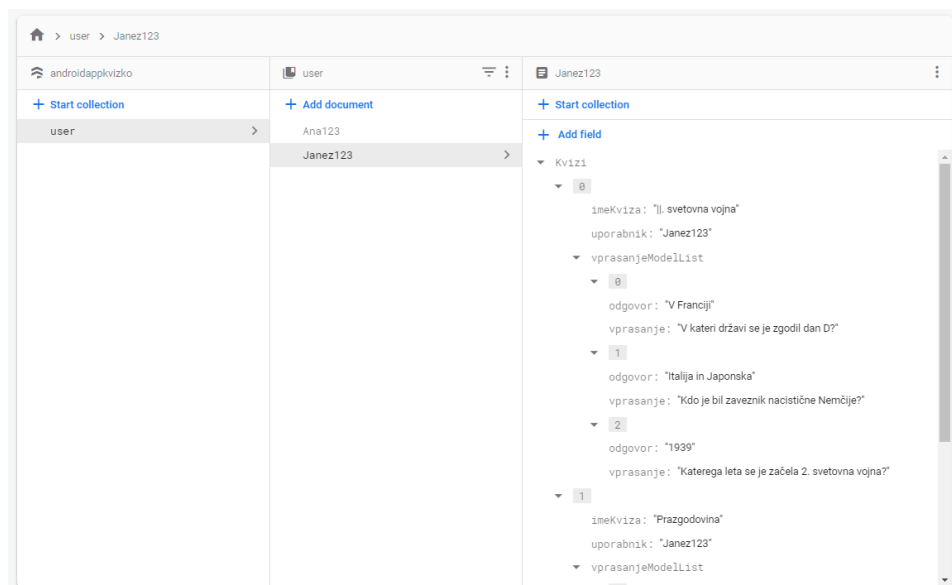 user > Janez123
androidappkvizko
user
Janez123
+ Start collection
+ Add document
+ Start collection
user
Ana123
Janez123
+ Add field
Kvizi
0
imeKviza: "||. svetovna vojna"
uporabnik: "Janez123"
vprasanjeModelList
0
odgovor: "V Franciji"
vprasanje: "V kateri državi se je zgodil dan D?"
1
odgovor: "Italija in Japonska"
vprasanje: "Kdo je bil zaveznik nacistične Nemčije?"
2
odgovor: "1939"
vprasanje: "Katerega leta se je začela 2. svetovna vojna?"
1
imeKviza: "Prazgodovina"
uporabnik: "Janez123"
vprasanjeModelList